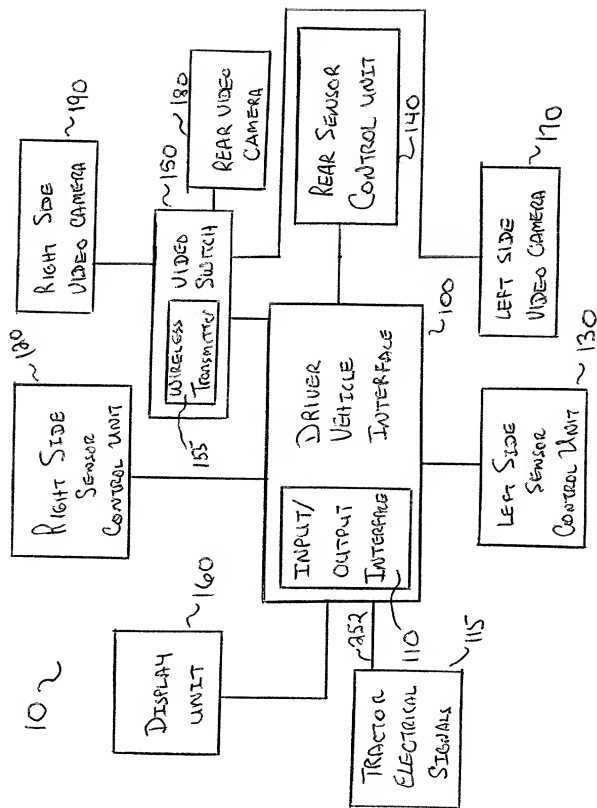 10
DISPLAY
UNIT
160
RIGHT SIDE
SENSOR
CONTROL UNIT
120
RIGHT SIDE
VIDEO CAMERA
190
VIDEO
SWITCH
150
WIRELESS
TRANSMITTER
155
REAR VIDEO
CAMERA
180
TRACTOR
ELECTRICAL
SIGNALS
115
252
INPUT/
OUTPUT
INTERFACE
110
DRIVER
VEHICLE
INTERFACE
100
REAR SENSOR
CONTROL UNIT
140
LEFT SIDE
SENSOR
CONTROL UNIT
130
LEFT SIDE
VIDEO CAMERA
170